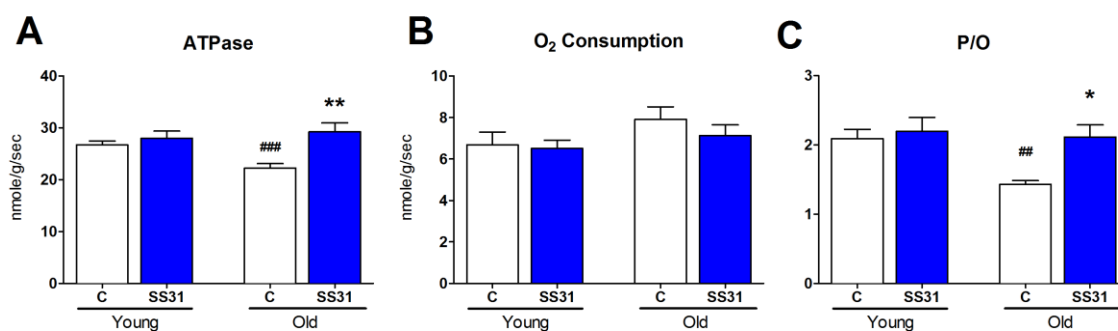 A
ATPase
nmole/g/sec
40
30
20
10
0
**
###
C SS31 C SS31
Young Old
B
O₂ Consumption
nmole/g/sec
10
8
6
4
2
0
C SS31 C SS31
Young Old
C
P/O
3
2
1
0
*
##
C SS31 C SS31
Young Old